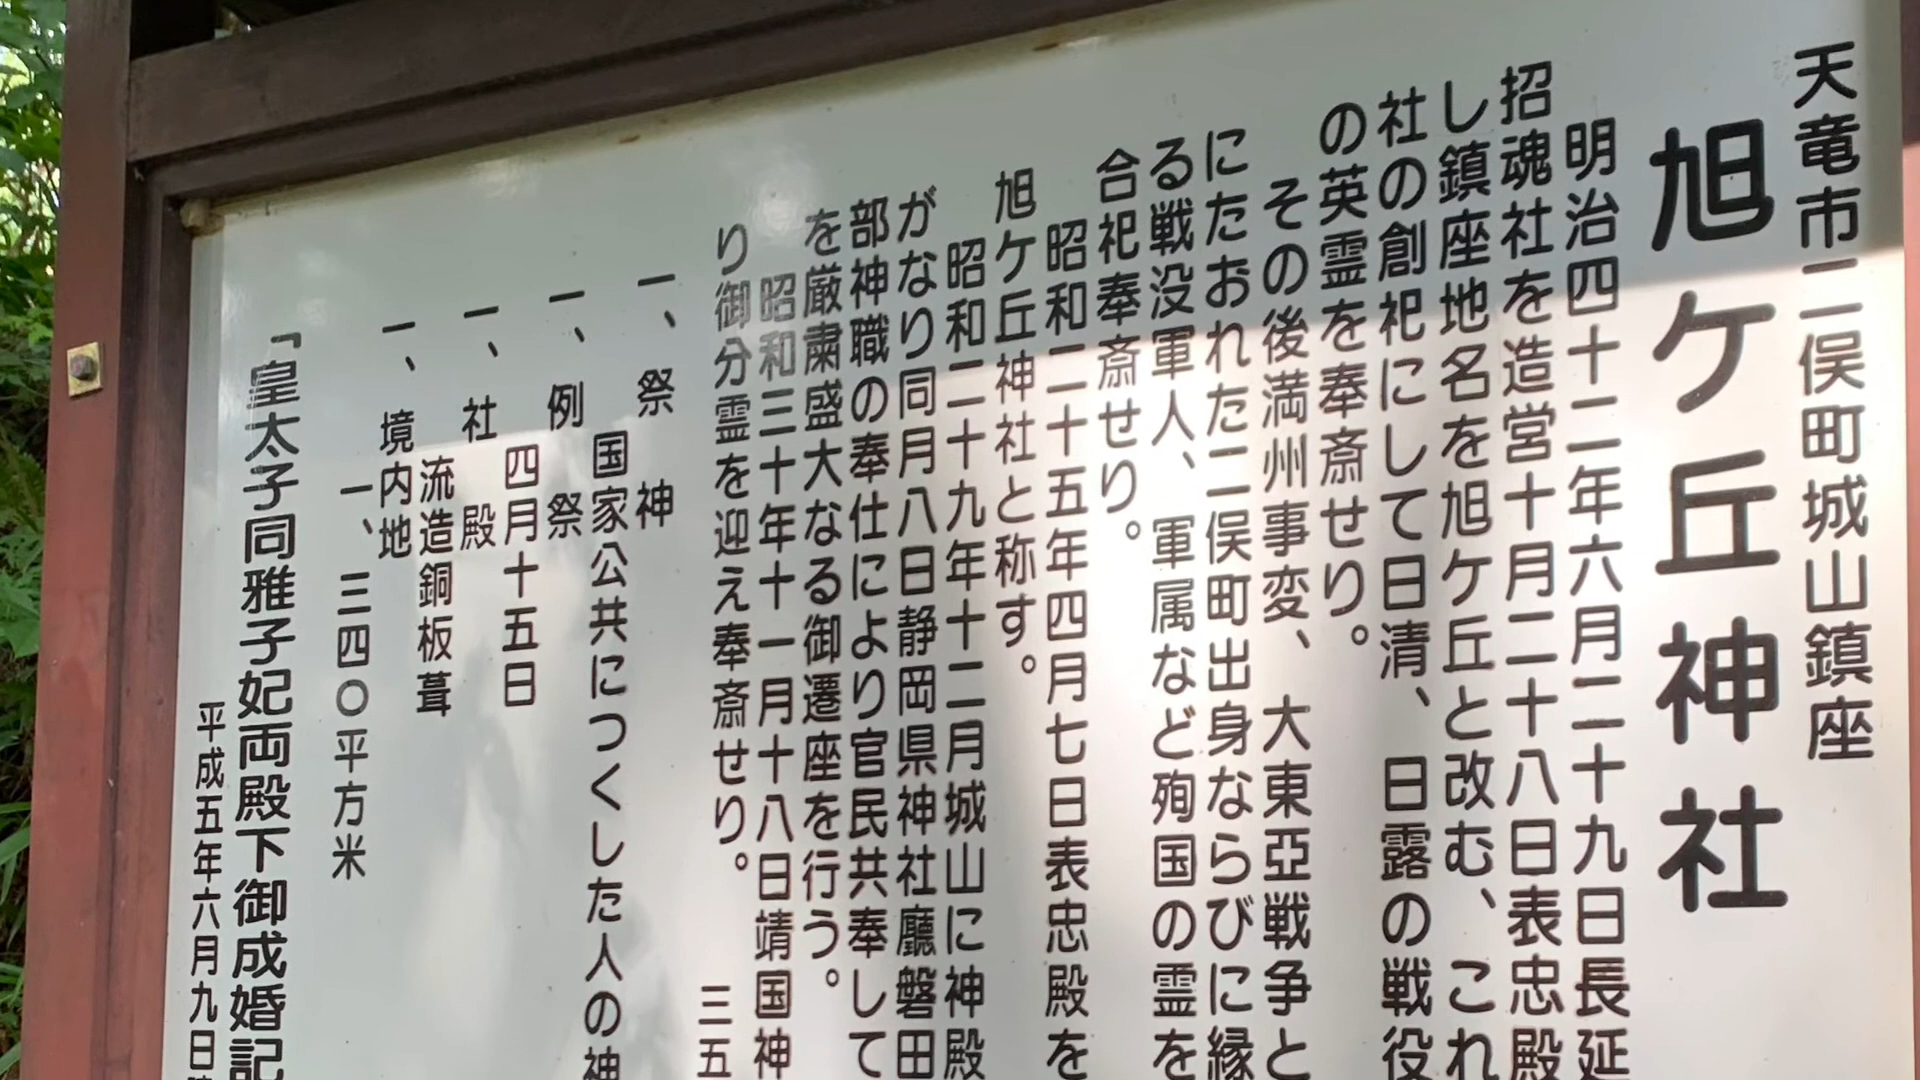 天竜市二俣町城山鎮座
旭ケ丘神社
明治四十二年六月二十九日長延
招魂社を造営十月二十八日表忠殿
し鎮座地名を旭ケ丘と改む、これ
社の創祀にして日清、日露の戦役
の英霊を奉斎せり。
その後満州事変、大東亞戦争と
にたおれた二俣町出身ならびに縁
る戦没軍人、軍属など殉国の霊を
合祀奉斎せり。
昭和二十五年四月七日表忠殿を
旭ケ丘神社と称す。
昭和二十九年十二月城山に神殿
がなり同月八日静岡県神社廳磐田
部神職の奉仕により官民共奉して
を厳粛盛大なる御遷座を行う。
昭和三十年十一月十八日靖国神
り御分霊を迎え奉斎せり。
三五
一、祭神
国家公共につくした人の神
一、例祭
四月十五日
一、社殿
流造銅板葺
一、境内地
一、三四〇平方米
「皇太子同雅子妃両殿下御成婚記
平成五年六月九日